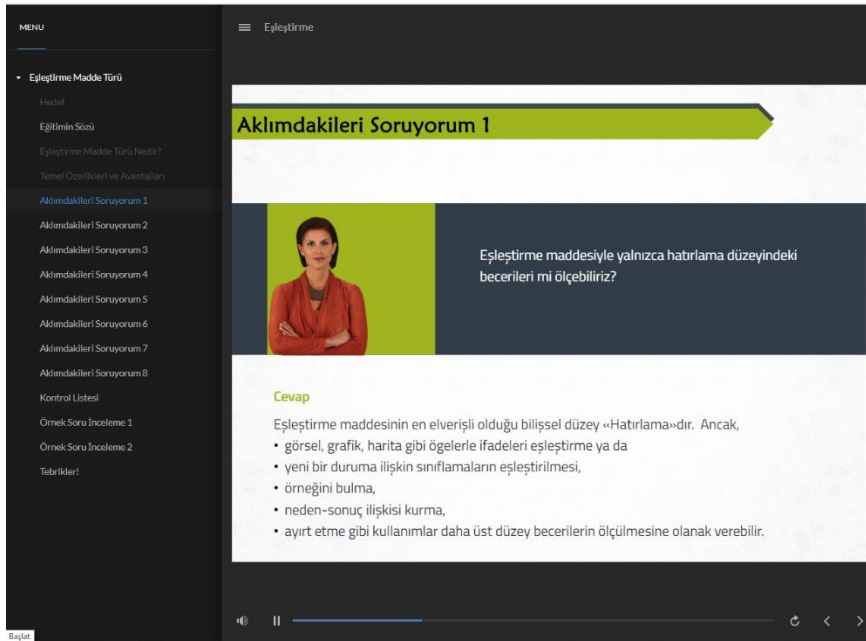 MENU
Eşleştirme
Eşleştirme Madde Türü
Hedef
Eğitimin Sözü
Eşleştirme Madde Türü Nedir?
Temel Özellikleri ve Avantajları
Aklımdakileri Soruyorum 1
Aklımdakileri Soruyorum 2
Aklımdakileri Soruyorum 3
Aklımdakileri Soruyorum 4
Aklımdakileri Soruyorum 5
Aklımdakileri Soruyorum 6
Aklımdakileri Soruyorum 7
Aklımdakileri Soruyorum 8
Kontrol Listesi
Örnek Soru İnceleme 1
Örnek Soru İnceleme 2
Tebrikler!
Aklımdakileri Soruyorum 1
Eşleştirme maddesiyle yalnızca hatırlama düzeyindeki
becerileri mi ölçebiliriz?
Cevap
Eşleştirme maddesinin en elverişli olduğu bilişsel düzey «Hatırlama»dır. Ancak,
• görsel, grafik, harita gibi ögelerle ifadeleri eşleştirme ya da
• yeni bir duruma ilişkin sınıflamaların eşleştirilmesi,
• örneğini bulma,
• neden-sonuç ilişkisi kurma,
• ayırt etme gibi kullanımlar daha üst düzey becerilerin ölçülmesine olanak verebilir.
Başlat